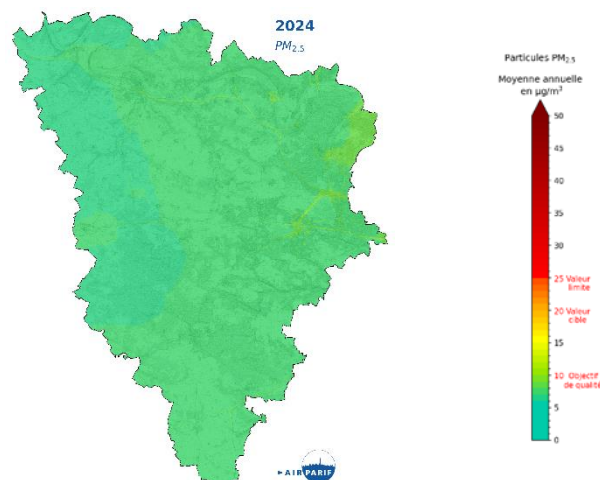 2024
PM2.5
Particules PM2.5
Moyenne annuelle
en µg/m³
50
45
40
35
30
25 Valeur
limite
20 Valeur
cible
15
10 Objectif
de qualité
5
0
AIRPARIF